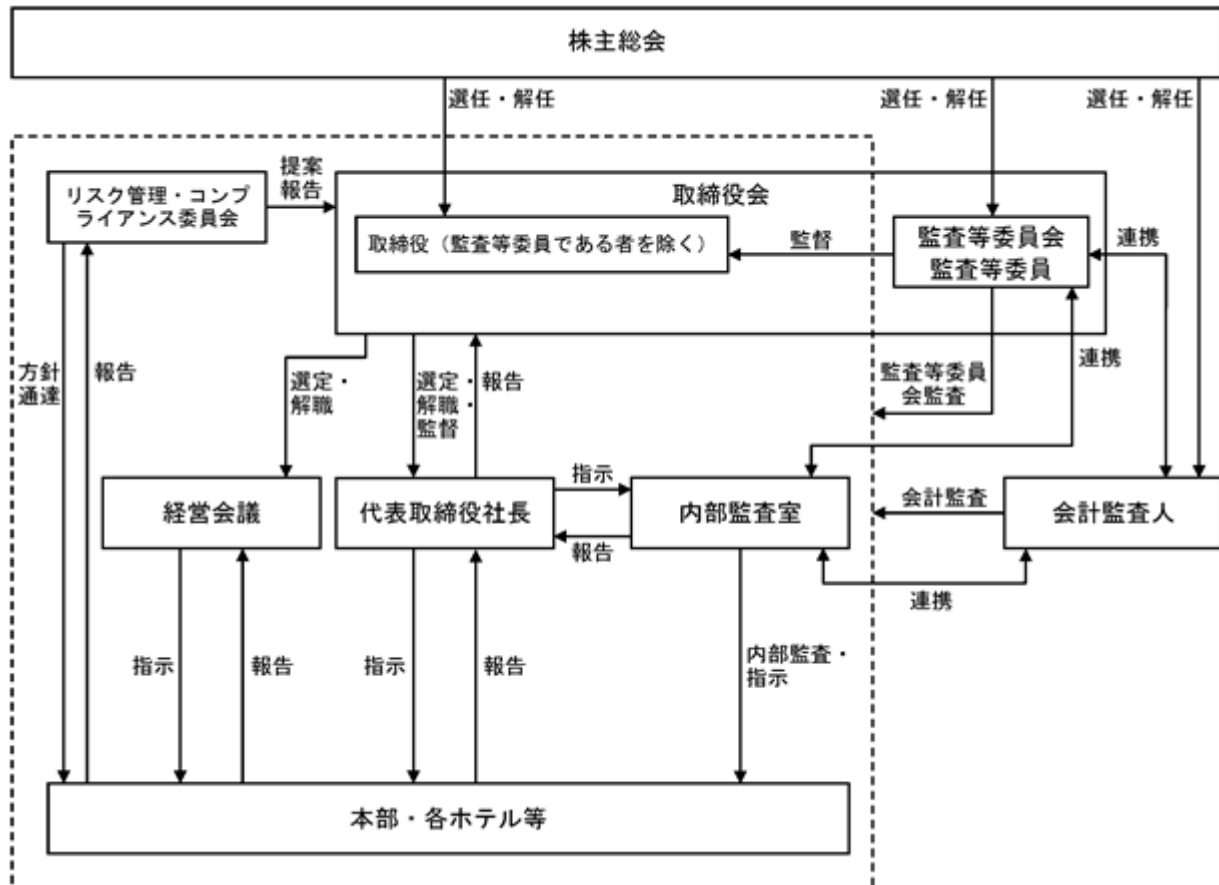 株主総会
選任・解任
選任・解任
選任・解任
リスク管理・コンプ
ライアンス委員会
提案
報告
取締役会
取締役（監査等委員である者を除く）
監督
監査等委員会
監査等委員
連携
方針
通達
報告
選定・
解職
選定・
解職・
監督
報告
監査等委員
会監査
連携
経営会議
代表取締役社長
指示
報告
内部監査室
会計監査
会計監査人
連携
指示
報告
指示
報告
内部監査・
指示
本部・各ホテル等